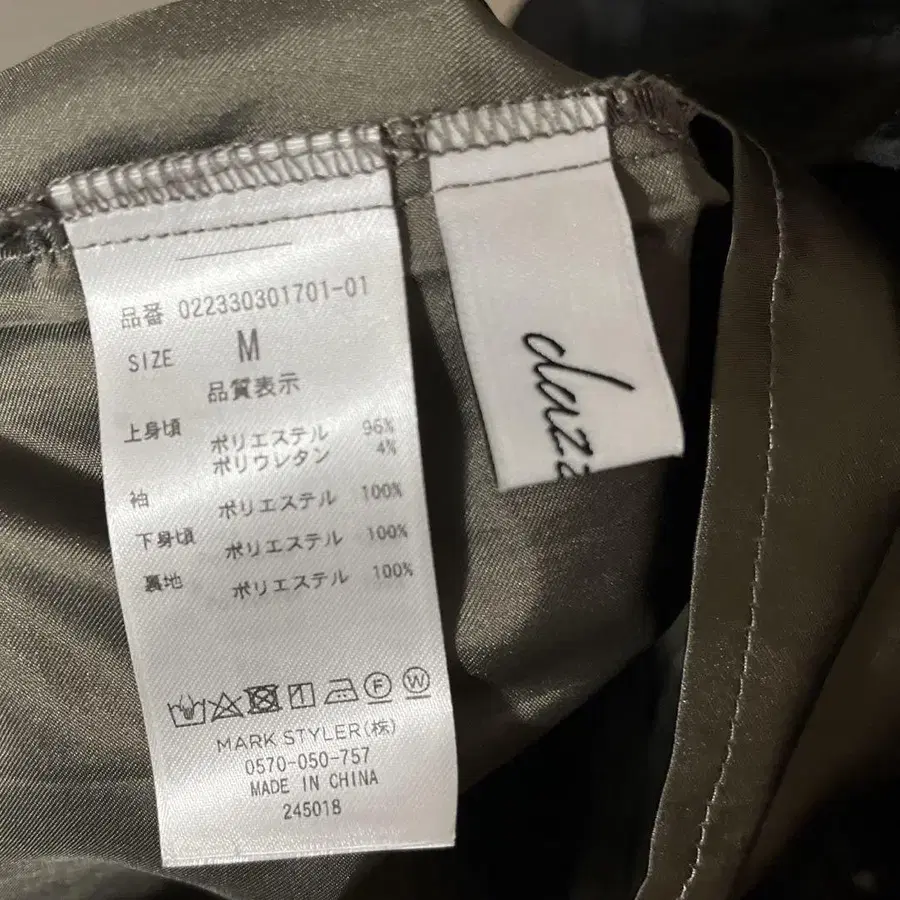 品番 022330301701-01
SIZE M
品質表示
上身頃 ポリエステル 96%
ポリウレタン 4%
袖 ポリエステル 100%
下身頃 ポリエステル 100%
裏地 ポリエステル 100%
F W
MARK STYLER(株)
0570-050-757
MADE IN CHINA
245018
dazz